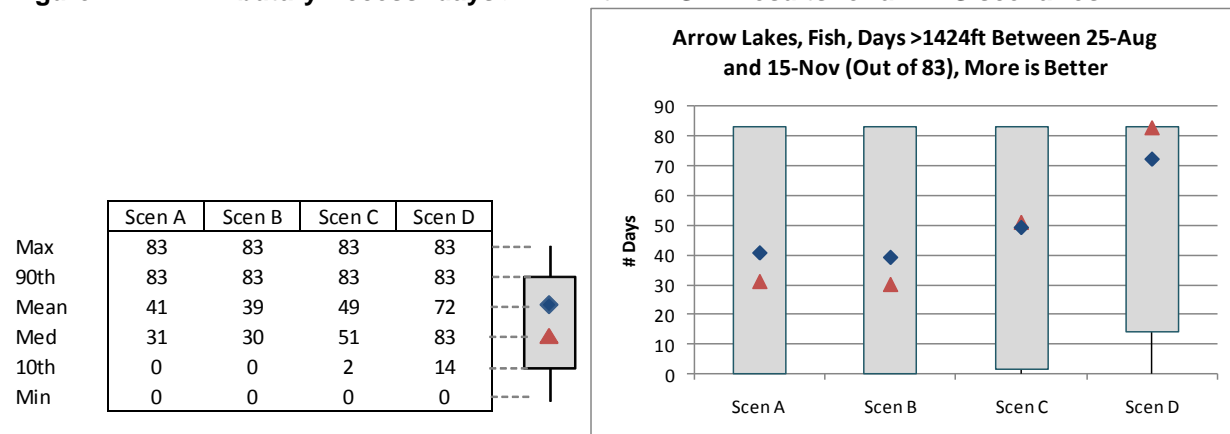 Arrow Lakes, Fish, Days >1424ft Between 25-Aug
and 15-Nov (Out of 83), More is Better
Scen A Scen B Scen C Scen D
Max 83 83 83 83
90th 83 83 83 83
Mean 41 39 49 72
Med 31 30 51 83
10th 0 0 2 14
Min 0 0 0 0
# Days
90
80
70
60
50
40
30
20
10
0
Scen A Scen B Scen C Scen D